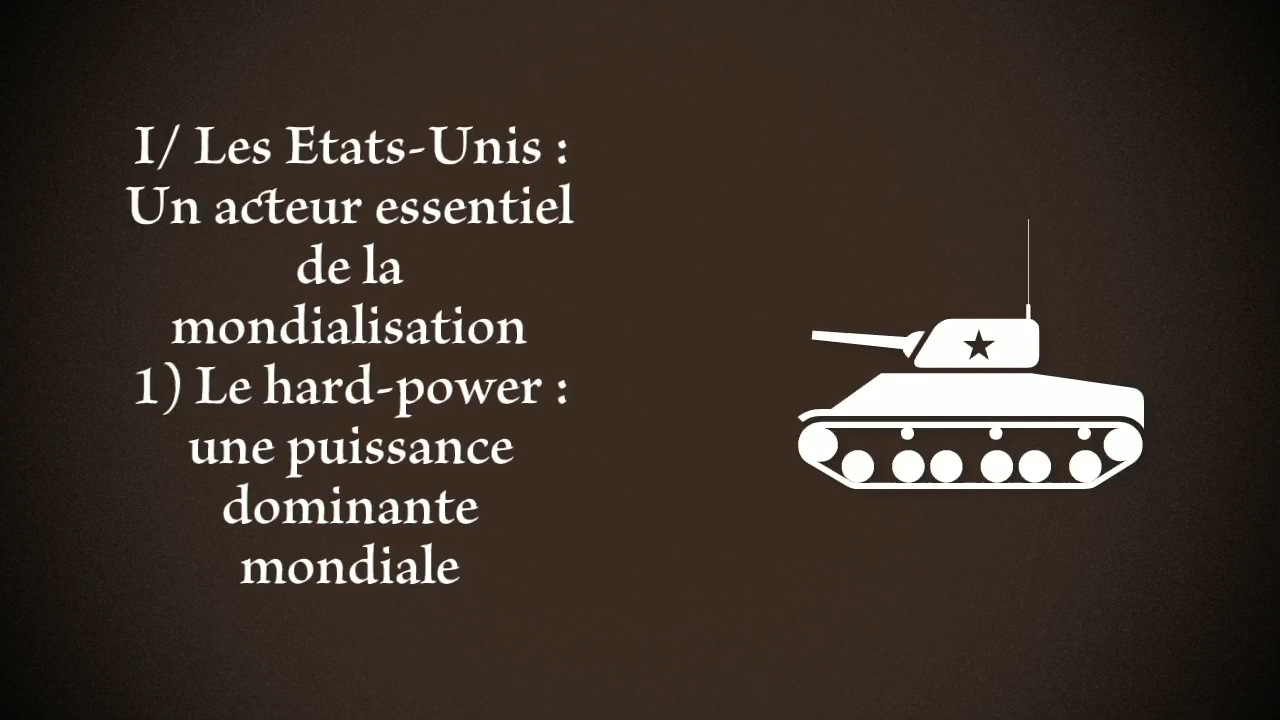 I/ Les Etats-Unis :
Un acteur essentiel
de la
mondialisation
1) Le hard-power :
une puissance
dominante
mondiale